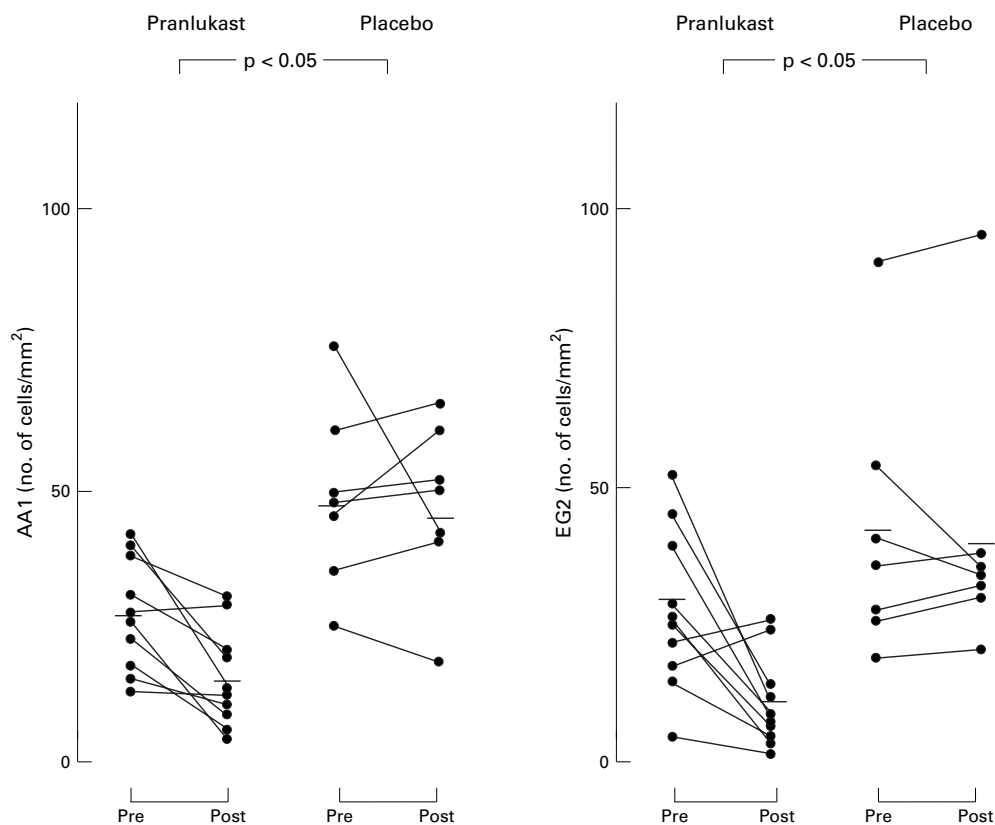 Pranlukast Placebo
p < 0.05
100
50
0
AA1 (no. of cells/mm²)
Pre Post Pre Post
Pranlukast Placebo
p < 0.05
100
50
0
EG2 (no. of cells/mm²)
Pre Post Pre Post